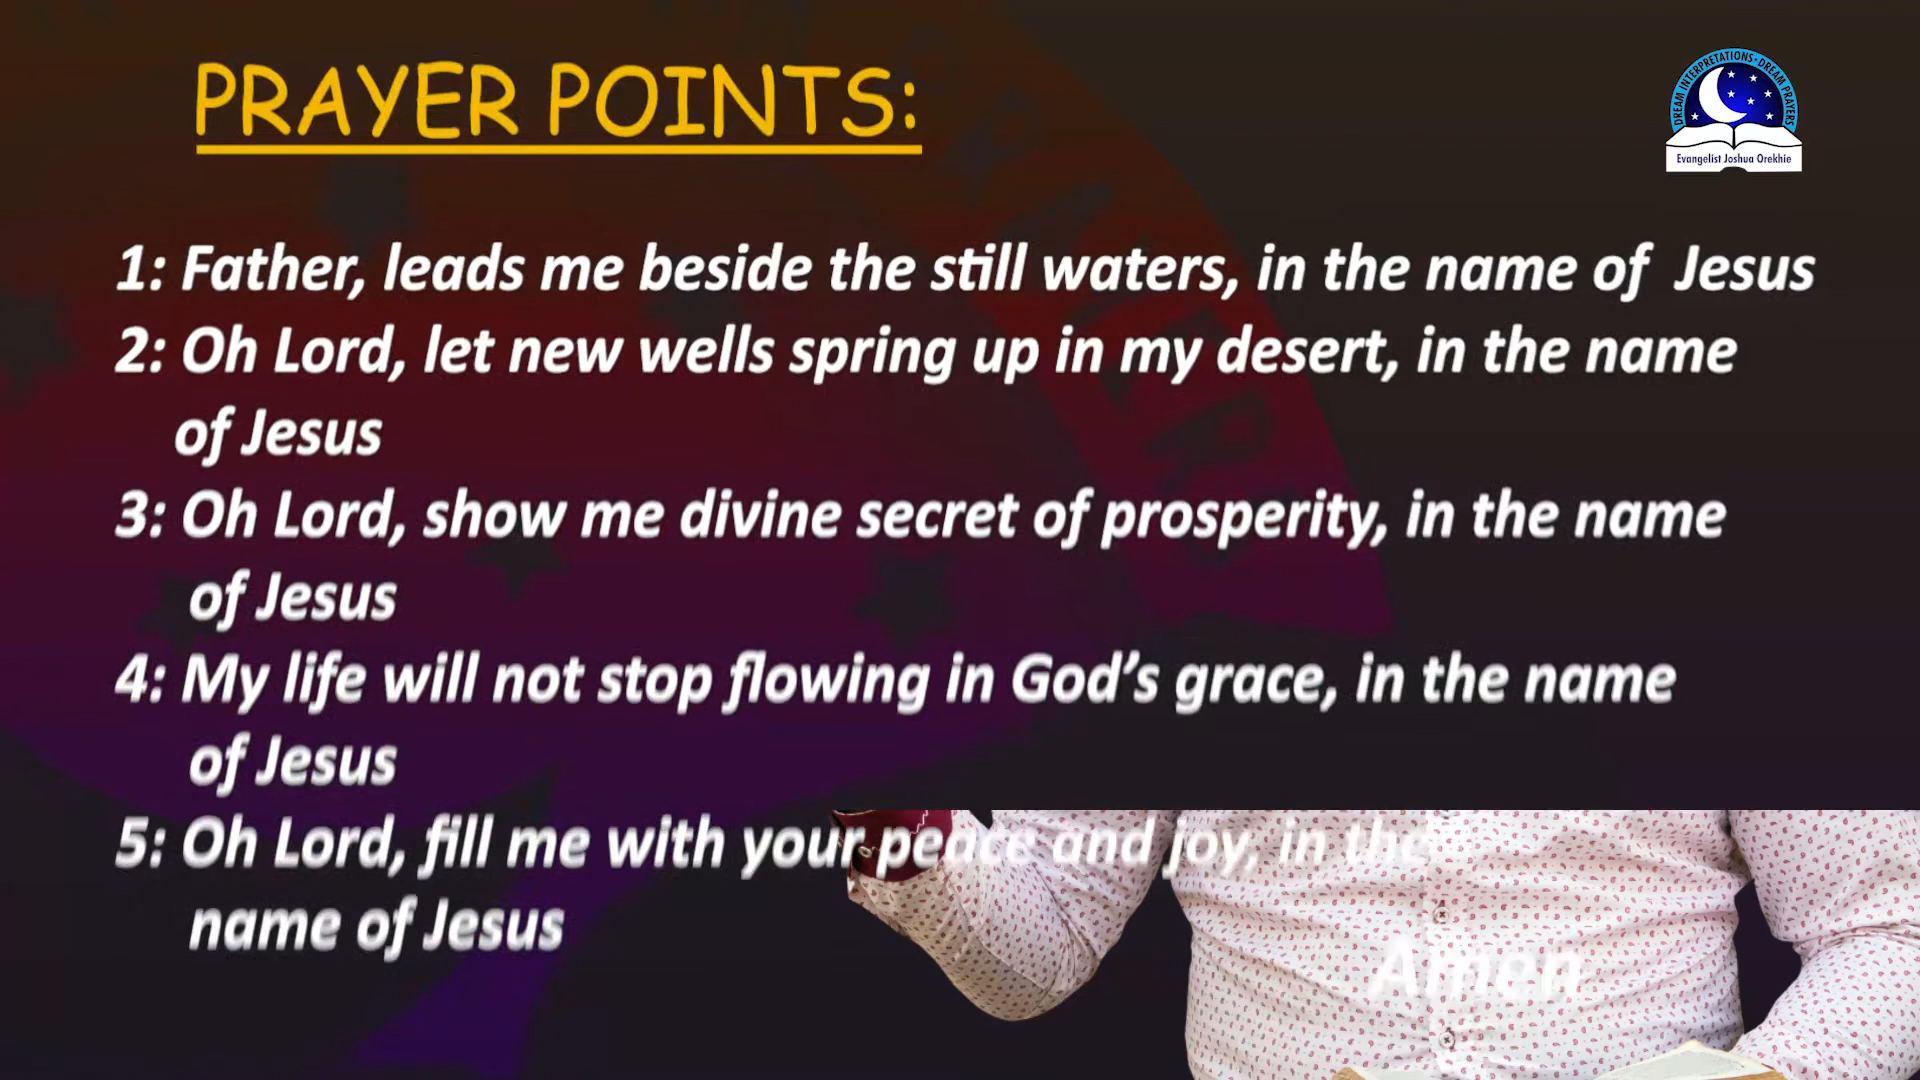 PRAYER POINTS:
DREAM INTERPRETATIONS · DREAM PRAYERS
Evangelist Joshua Orekhie
1: Father, leads me beside the still waters, in the name of Jesus
2: Oh Lord, let new wells spring up in my desert, in the name
of Jesus
3: Oh Lord, show me divine secret of prosperity, in the name
of Jesus
4: My life will not stop flowing in God's grace, in the name
of Jesus
5: Oh Lord, fill me with your peace and joy, in the
name of Jesus
Amen